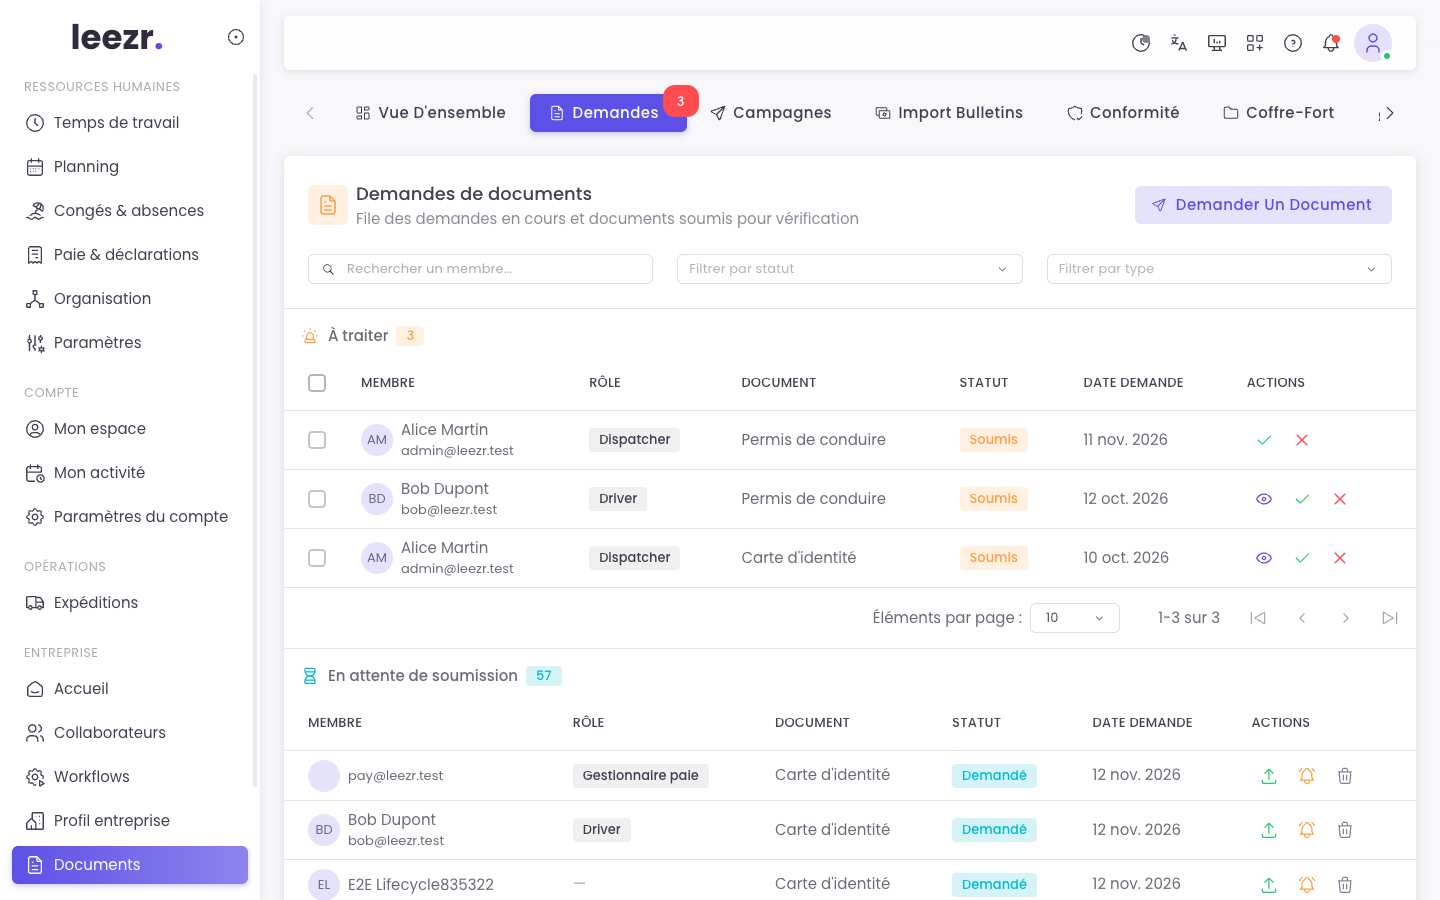 leezr.
RESSOURCES HUMAINES
Temps de travail
Planning
Congés & absences
Paie & déclarations
Organisation
Paramètres
COMPTE
Mon espace
Mon activité
Paramètres du compte
OPÉRATIONS
Expéditions
ENTREPRISE
Accueil
Collaborateurs
Workflows
Profil entreprise
Documents
Vue D'ensemble
Demandes
3
Campagnes
Import Bulletins
Conformité
Coffre-Fort
Demandes de documents
File des demandes en cours et documents soumis pour vérification
Demander Un Document
Rechercher un membre...
Filtrer par statut
Filtrer par type
À traiter 3
MEMBRE RÔLE DOCUMENT STATUT DATE DEMANDE ACTIONS
AM Alice Martin
admin@leezr.test
Dispatcher Permis de conduire Soumis 11 nov. 2026
BD Bob Dupont
bob@leezr.test
Driver Permis de conduire Soumis 12 oct. 2026
AM Alice Martin
admin@leezr.test
Dispatcher Carte d'identité Soumis 10 oct. 2026
Éléments par page : 10 1-3 sur 3
En attente de soumission 57
MEMBRE RÔLE DOCUMENT STATUT DATE DEMANDE ACTIONS
pay@leezr.test Gestionnaire paie Carte d'identité Demandé 12 nov. 2026
BD Bob Dupont
bob@leezr.test
Driver Carte d'identité Demandé 12 nov. 2026
EL E2E Lifecycle835322 — Carte d'identité Demandé 12 nov. 2026